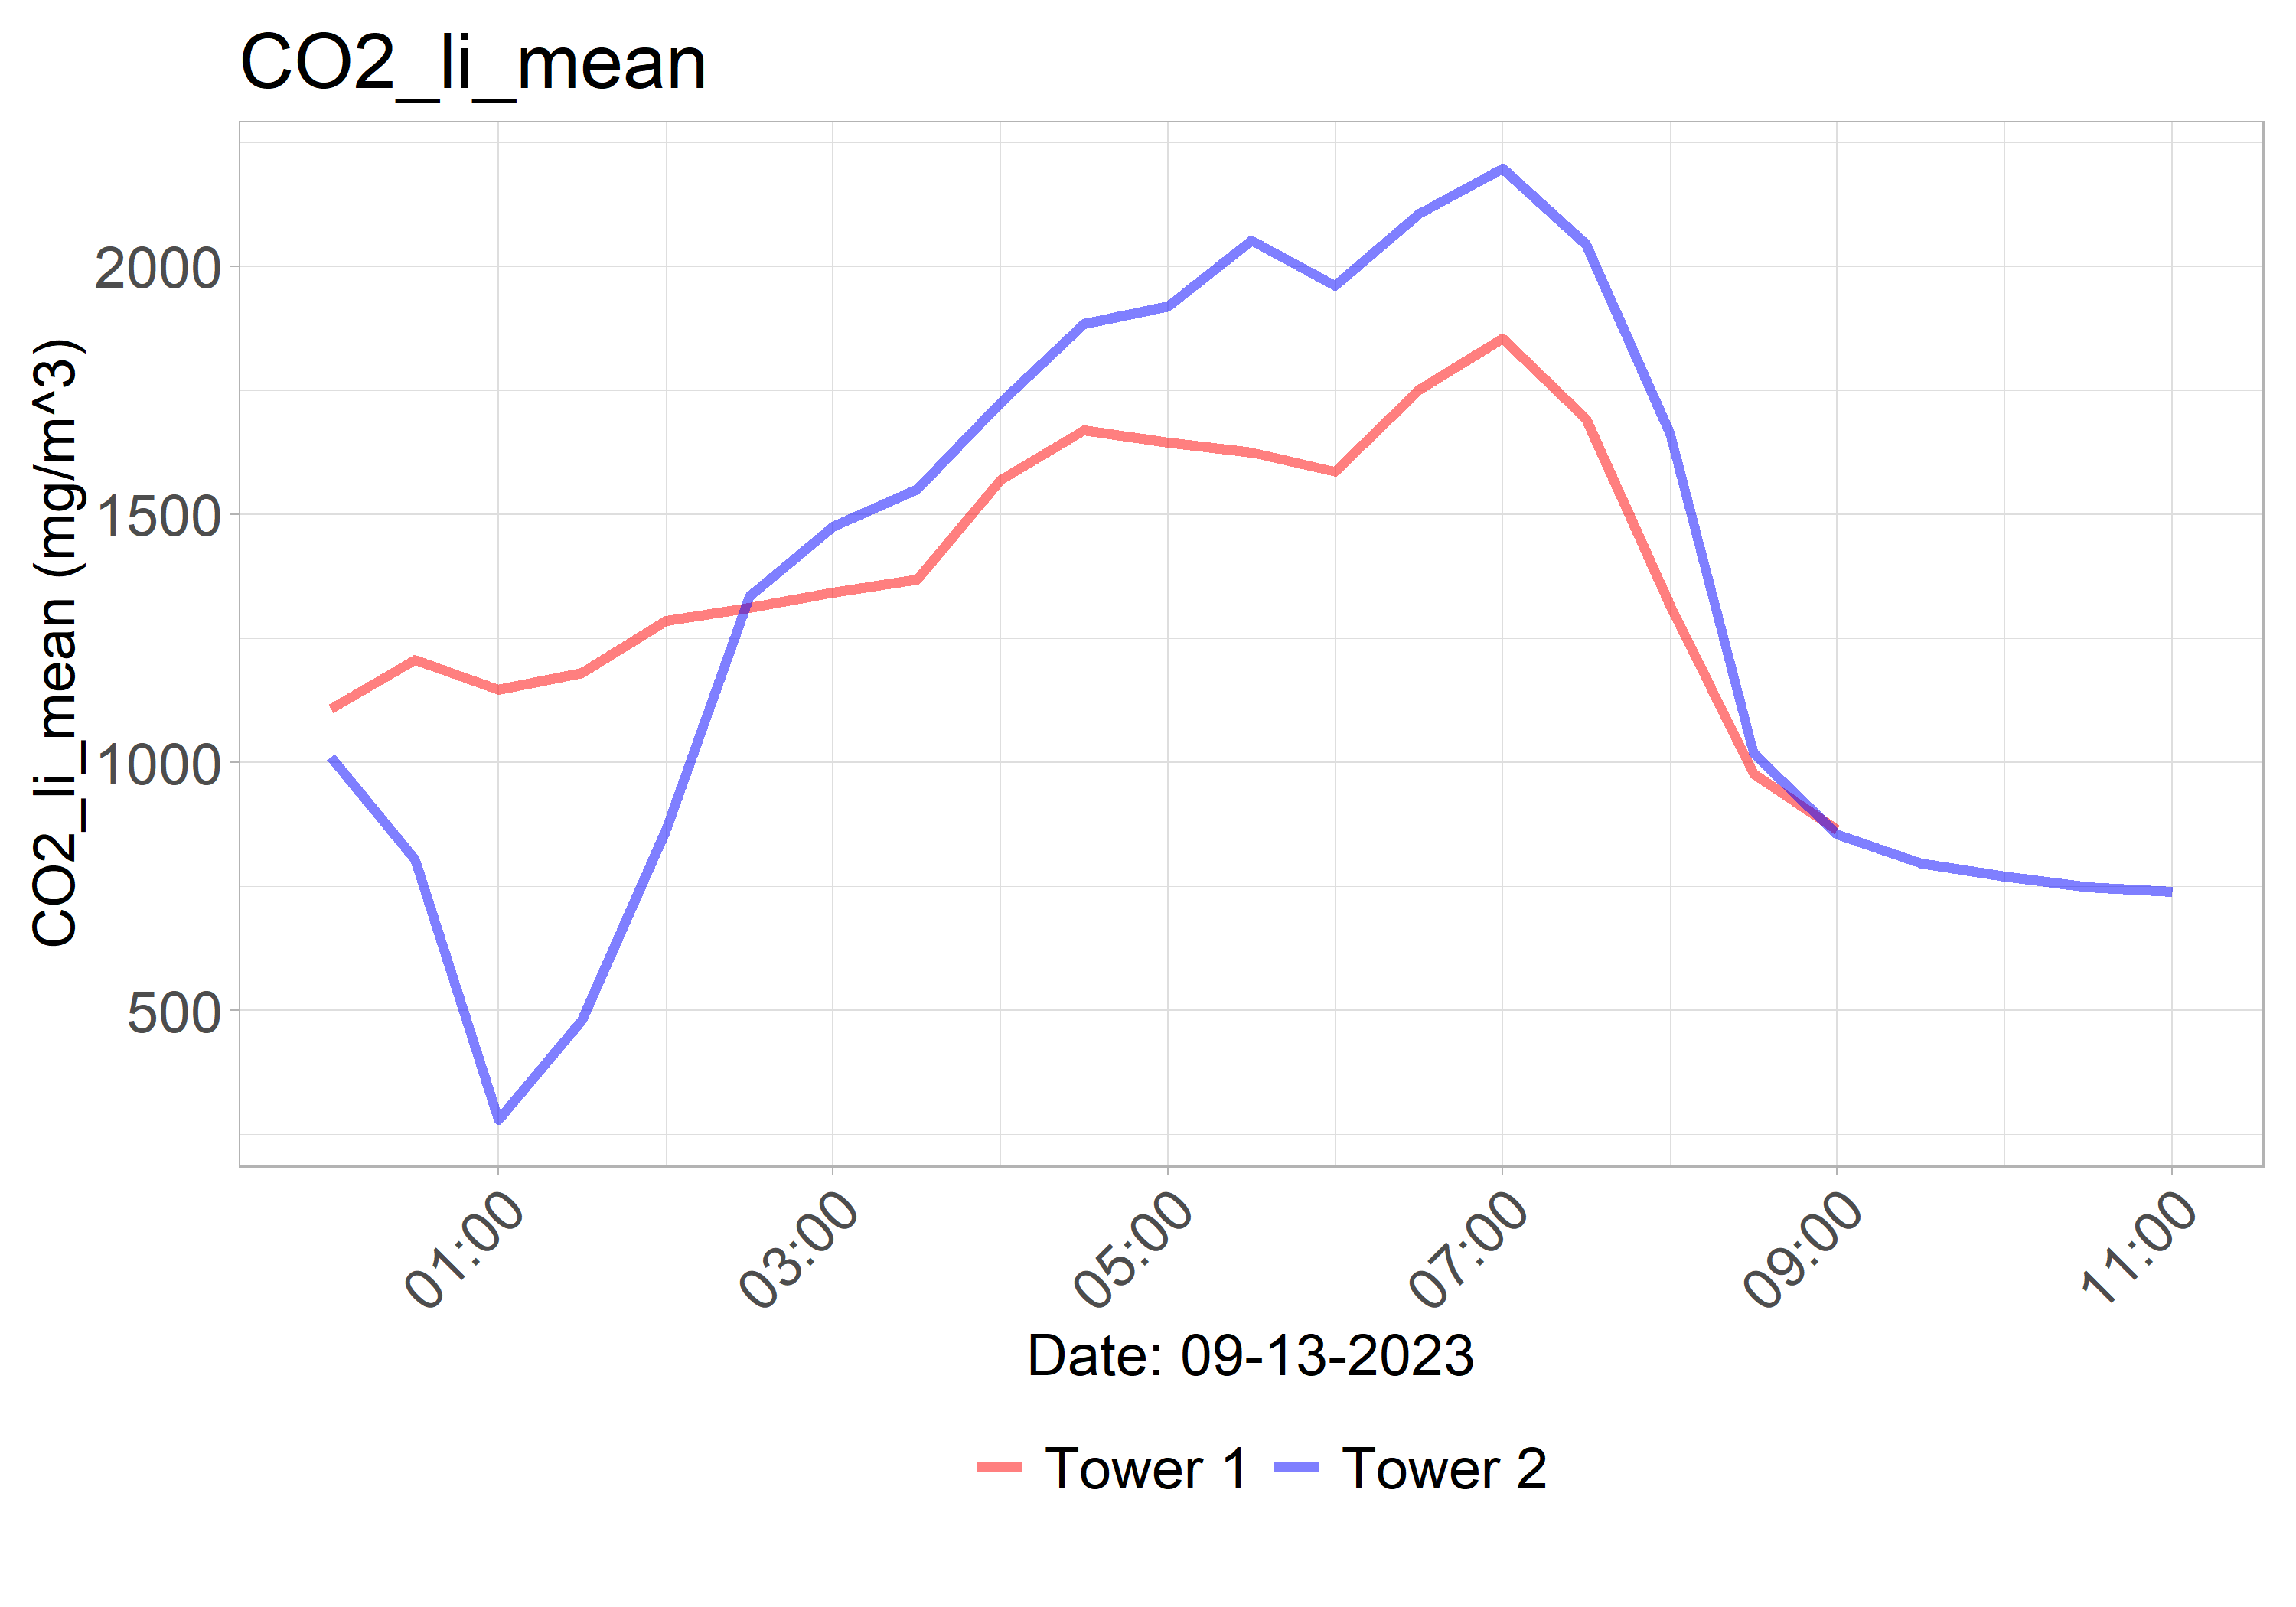 CO2_li_mean
CO2_li_mean (mg/m^3)
2000
1500
1000
500
01:00 03:00 05:00 07:00 09:00 11:00
Date: 09-13-2023
Tower 1 Tower 2